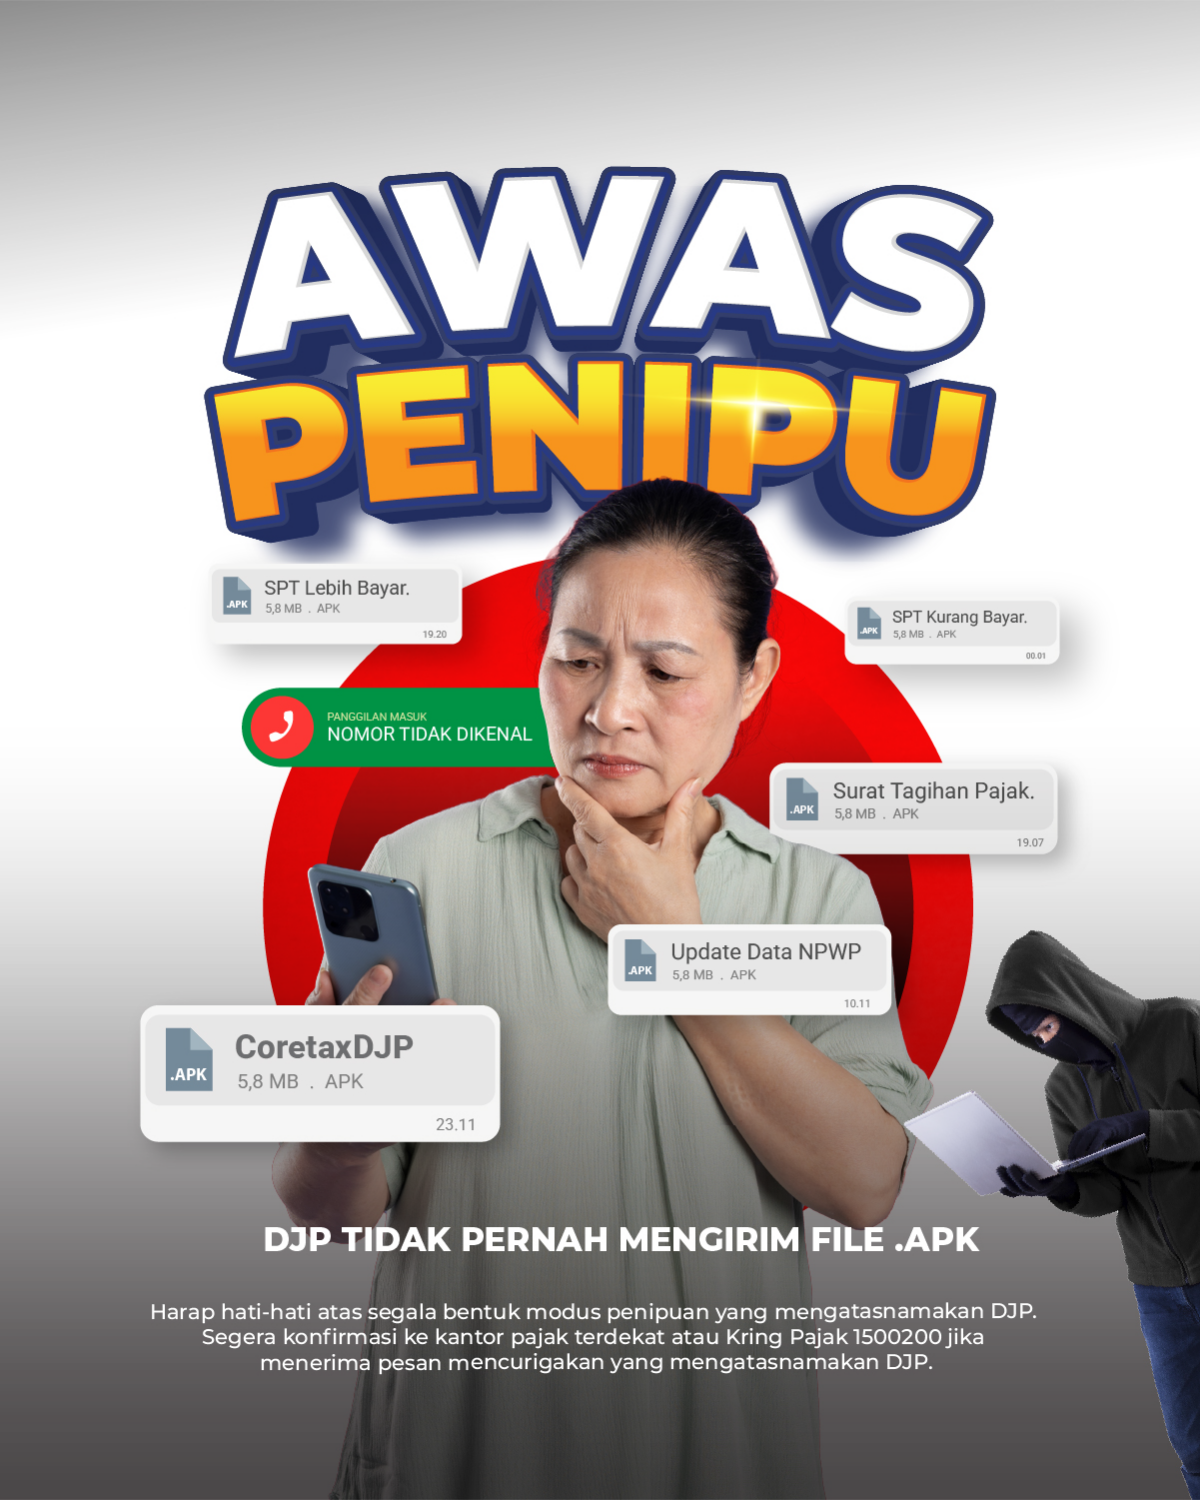 AWAS
PENIPU
.APK
SPT Lebih Bayar.
5,8 MB . APK
19.20
.APK
SPT Kurang Bayar.
5,8 MB . APK
00.01
PANGGILAN MASUK
NOMOR TIDAK DIKENAL
.APK
Surat Tagihan Pajak.
5,8 MB . APK
19.07
.APK
Update Data NPWP
5,8 MB . APK
10.11
.APK
CoretaxDJP
5,8 MB . APK
23.11
DJP TIDAK PERNAH MENGIRIM FILE .APK
Harap hati-hati atas segala bentuk modus penipuan yang mengatasnamakan DJP.
Segera konfirmasi ke kantor pajak terdekat atau Kring Pajak 1500200 jika
menerima pesan mencurigakan yang mengatasnamakan DJP.